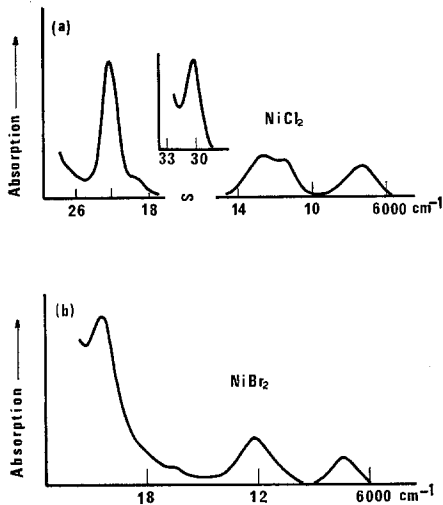 (a)
Absorption
33 30
NiCl2
26 18 S 14 10 6000 cm-1
(b)
Absorption
NiBr2
18 12 6000 cm-1